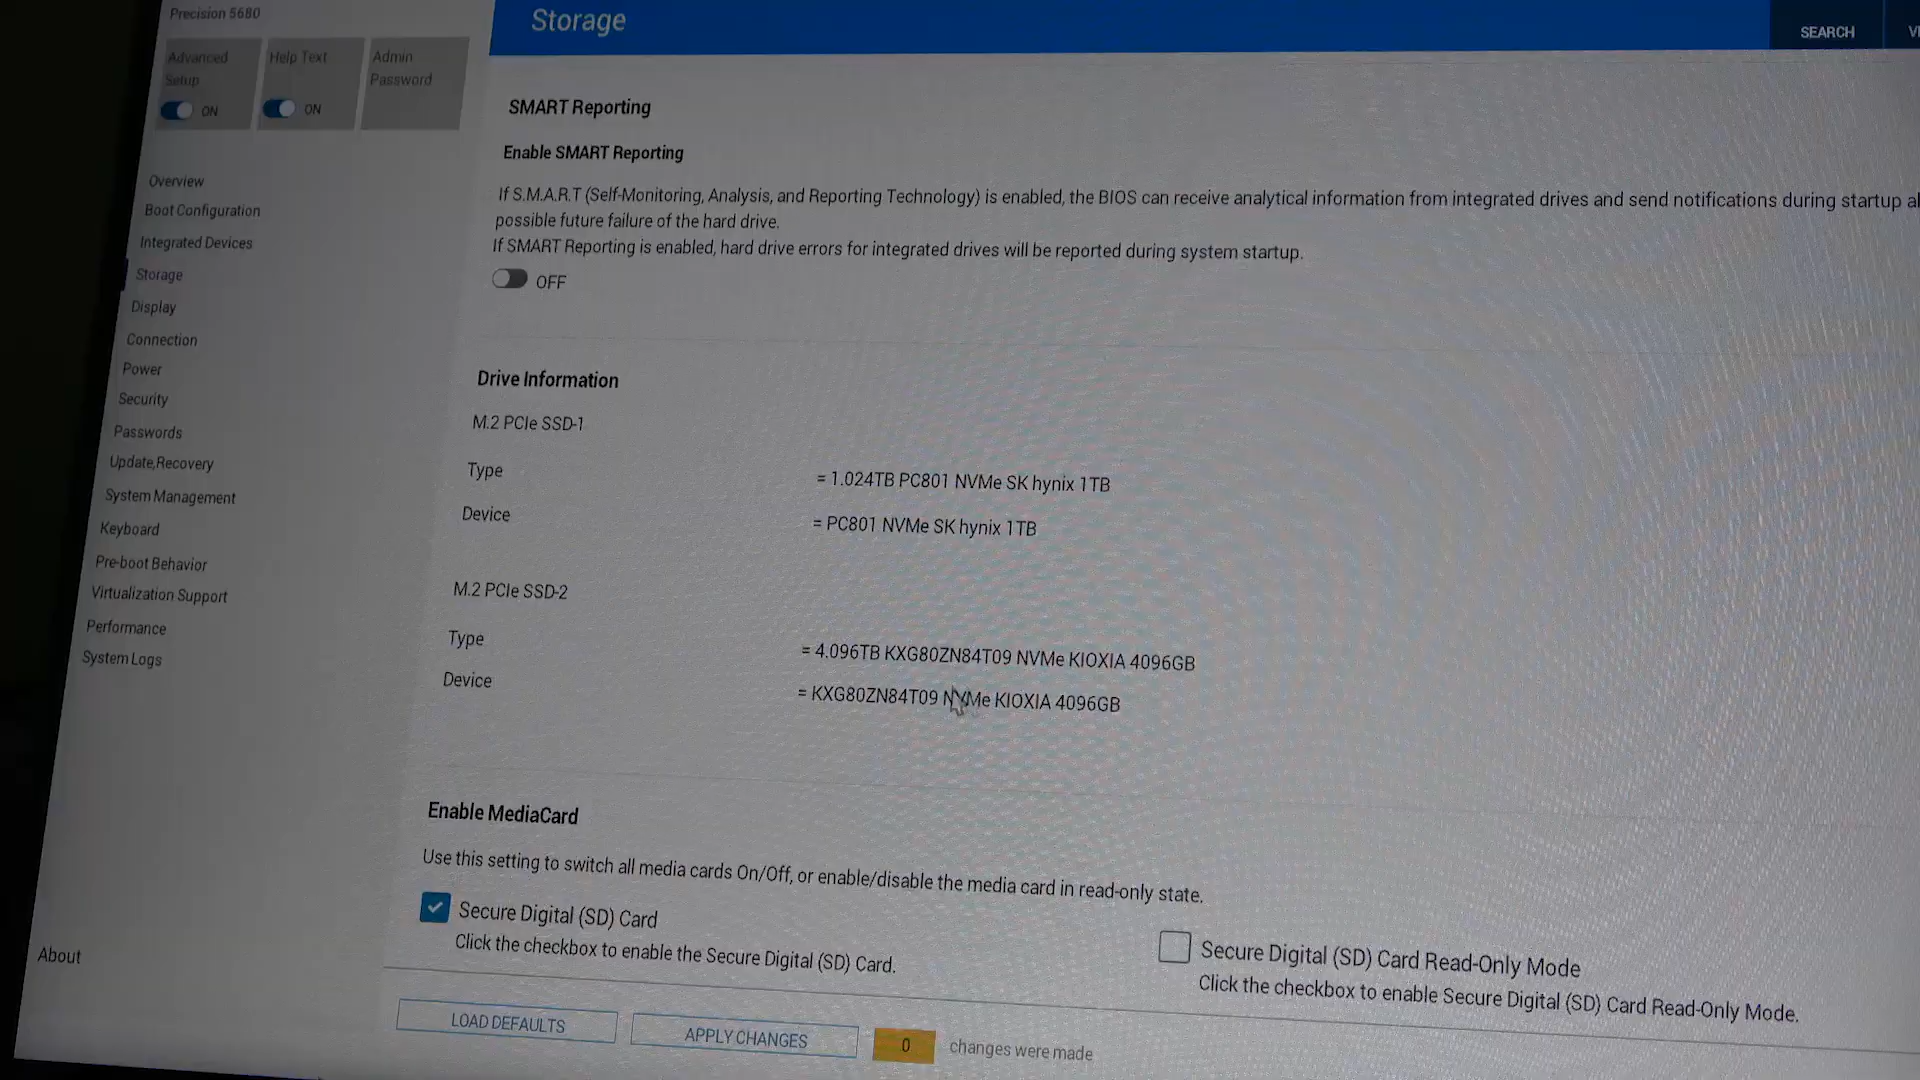 Precision 5680
Storage
SEARCH
Advanced
Setup
ON
Help Text
ON
Admin
Password
Overview
Boot Configuration
Integrated Devices
Storage
Display
Connection
Power
Security
Passwords
Update,Recovery
System Management
Keyboard
Pre-boot Behavior
Virtualization Support
Performance
System Logs
About
SMART Reporting
Enable SMART Reporting
If S.M.A.R.T (Self-Monitoring, Analysis, and Reporting Technology) is enabled, the BIOS can receive analytical information from integrated drives and send notifications during startup
possible future failure of the hard drive.
If SMART Reporting is enabled, hard drive errors for integrated drives will be reported during system startup.
OFF
Drive Information
M.2 PCIe SSD-1
Type = 1.024TB PC801 NVMe SK hynix 1TB
Device = PC801 NVMe SK hynix 1TB
M.2 PCIe SSD-2
Type = 4.096TB KXG80ZN84T09 NVMe KIOXIA 4096GB
Device = KXG80ZN84T09 NVMe KIOXIA 4096GB
Enable MediaCard
Use this setting to switch all media cards On/Off, or enable/disable the media card in read-only state.
Secure Digital (SD) Card
Click the checkbox to enable the Secure Digital (SD) Card.
Secure Digital (SD) Card Read-Only Mode
Click the checkbox to enable Secure Digital (SD) Card Read-Only Mode.
LOAD DEFAULTS
APPLY CHANGES
0
changes were made